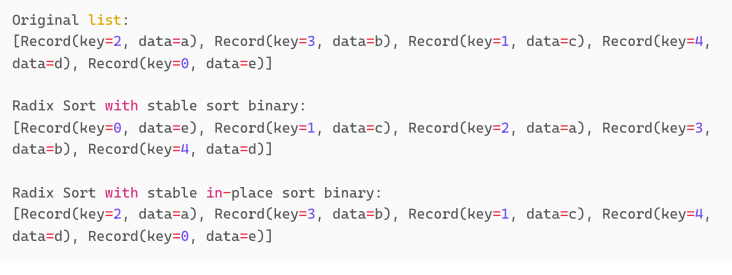 Original list:
[Record(key=2, data=a), Record(key=3, data=b), Record(key=1, data=c), Record(key=4,
data=d), Record(key=0, data=e)]
Radix Sort with stable sort binary:
[Record(key=0, data=e), Record(key=1, data=c), Record(key=2, data=a), Record(key=3,
data=b), Record(key=4, data=d)]
Radix Sort with stable in-place sort binary:
[Record(key=2, data=a), Record(key=3, data=b), Record(key=1, data=c), Record(key=4,
data=d), Record(key=0, data=e)]